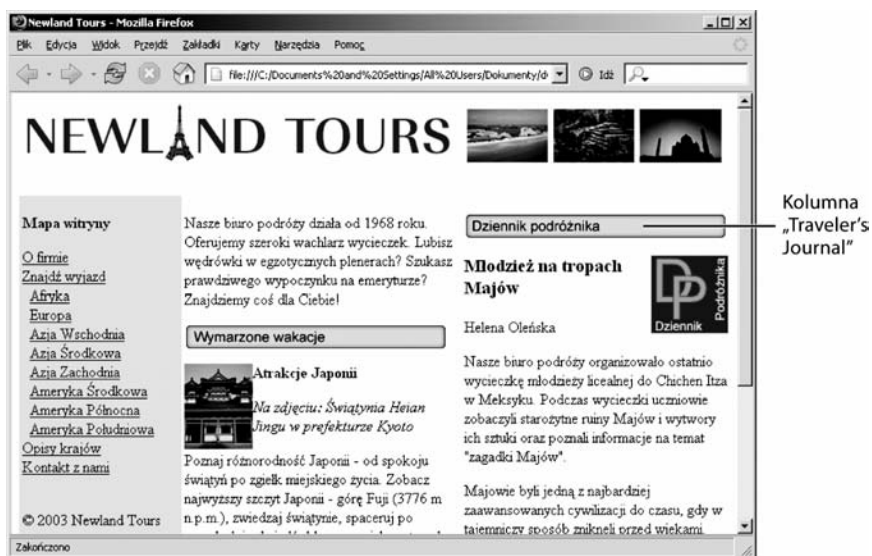 Newland Tours - Mozilla Firefox
Plik Edycja Widok Przejdź Zakładki Karty Narzędzia Pomoc
file:///C:/Documents%20and%20Settings/All%20Users/Dokumenty/d Idź
NEWLAND TOURS
Mapa witryny
O firmie
Znajdź wyjazd
Afryka
Europa
Azja Wschodnia
Azja Środkowa
Azja Zachodnia
Ameryka Środkowa
Ameryka Północna
Ameryka Południowa
Opisy krajów
Kontakt z nami
© 2003 Newland Tours
Nasze biuro podróży działa od 1968 roku.
Oferujemy szeroki wachlarz wycieczek. Lubisz
wędrówki w egzotycznych plenerach? Szukasz
prawdziwego wypoczynku na emeryturze?
Znajdziemy coś dla Ciebie!
Wymarzone wakacje
Atrakcje Japonii
Na zdjęciu: Świątynia Heian
Jingu w prefekturze Kyoto
Poznaj różnorodność Japonii - od spokoju
świątyń po zgiełk miejskiego życia. Zobacz
najwyższy szczyt Japonii - górę Fuji (3776 m
n.p.m.), zwiedzaj świątynie, spaceruj po
Dziennik podróżnika
Młodzież na tropach
Majów
DP
Dziennik
Podróżnika
Helena Oleńska
Nasze biuro podróży organizowało ostatnio
wycieczkę młodzieży licealnej do Chichen Itza
w Meksyku. Podczas wycieczki uczniowie
zobaczyli starożytne ruiny Majów i wytwory
ich sztuki oraz poznali informacje na temat
"zagadki Majów".
Majowie byli jedną z najbardziej
zaawansowanych cywilizacji do czasu, gdy w
tajemniczy sposób zniknęli przed wiekami.
Zakończono
Kolumna
„Traveler's
Journal”